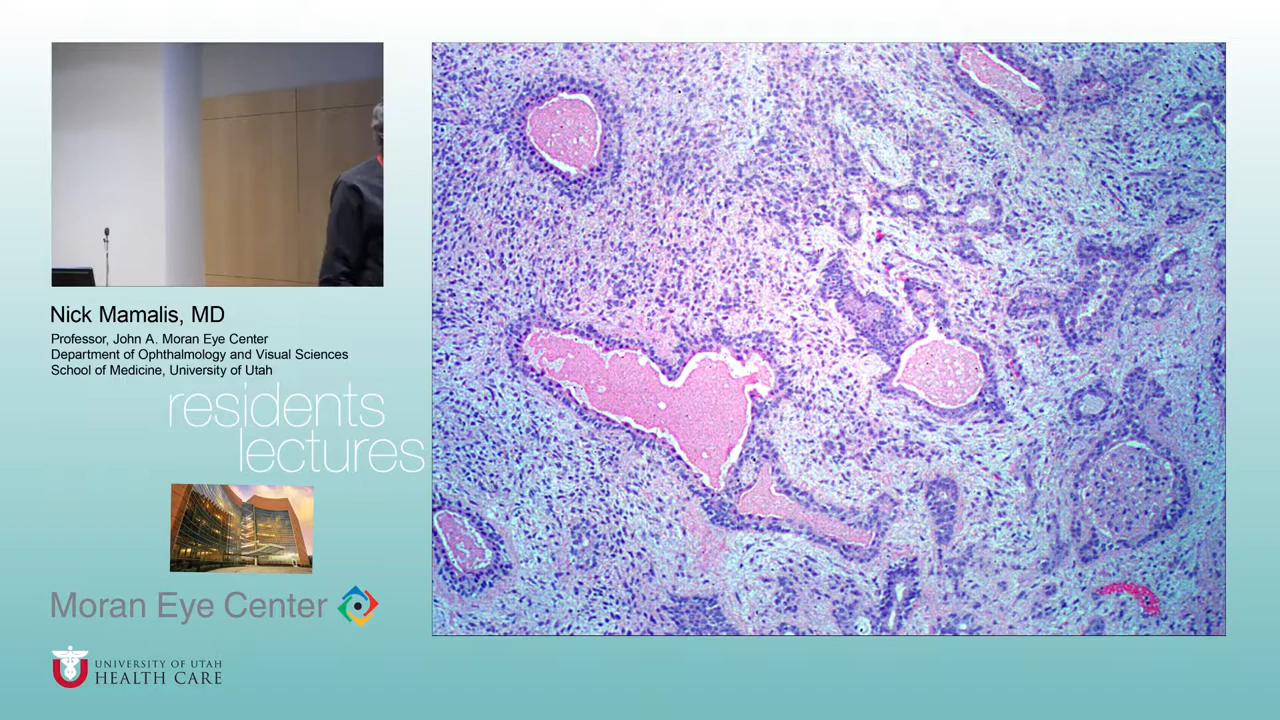 Nick Mamalis, MD
Professor, John A. Moran Eye Center
Department of Ophthalmology and Visual Sciences
School of Medicine, University of Utah
residents
lectures
Moran Eye Center
UNIVERSITY OF UTAH
HEALTH CARE